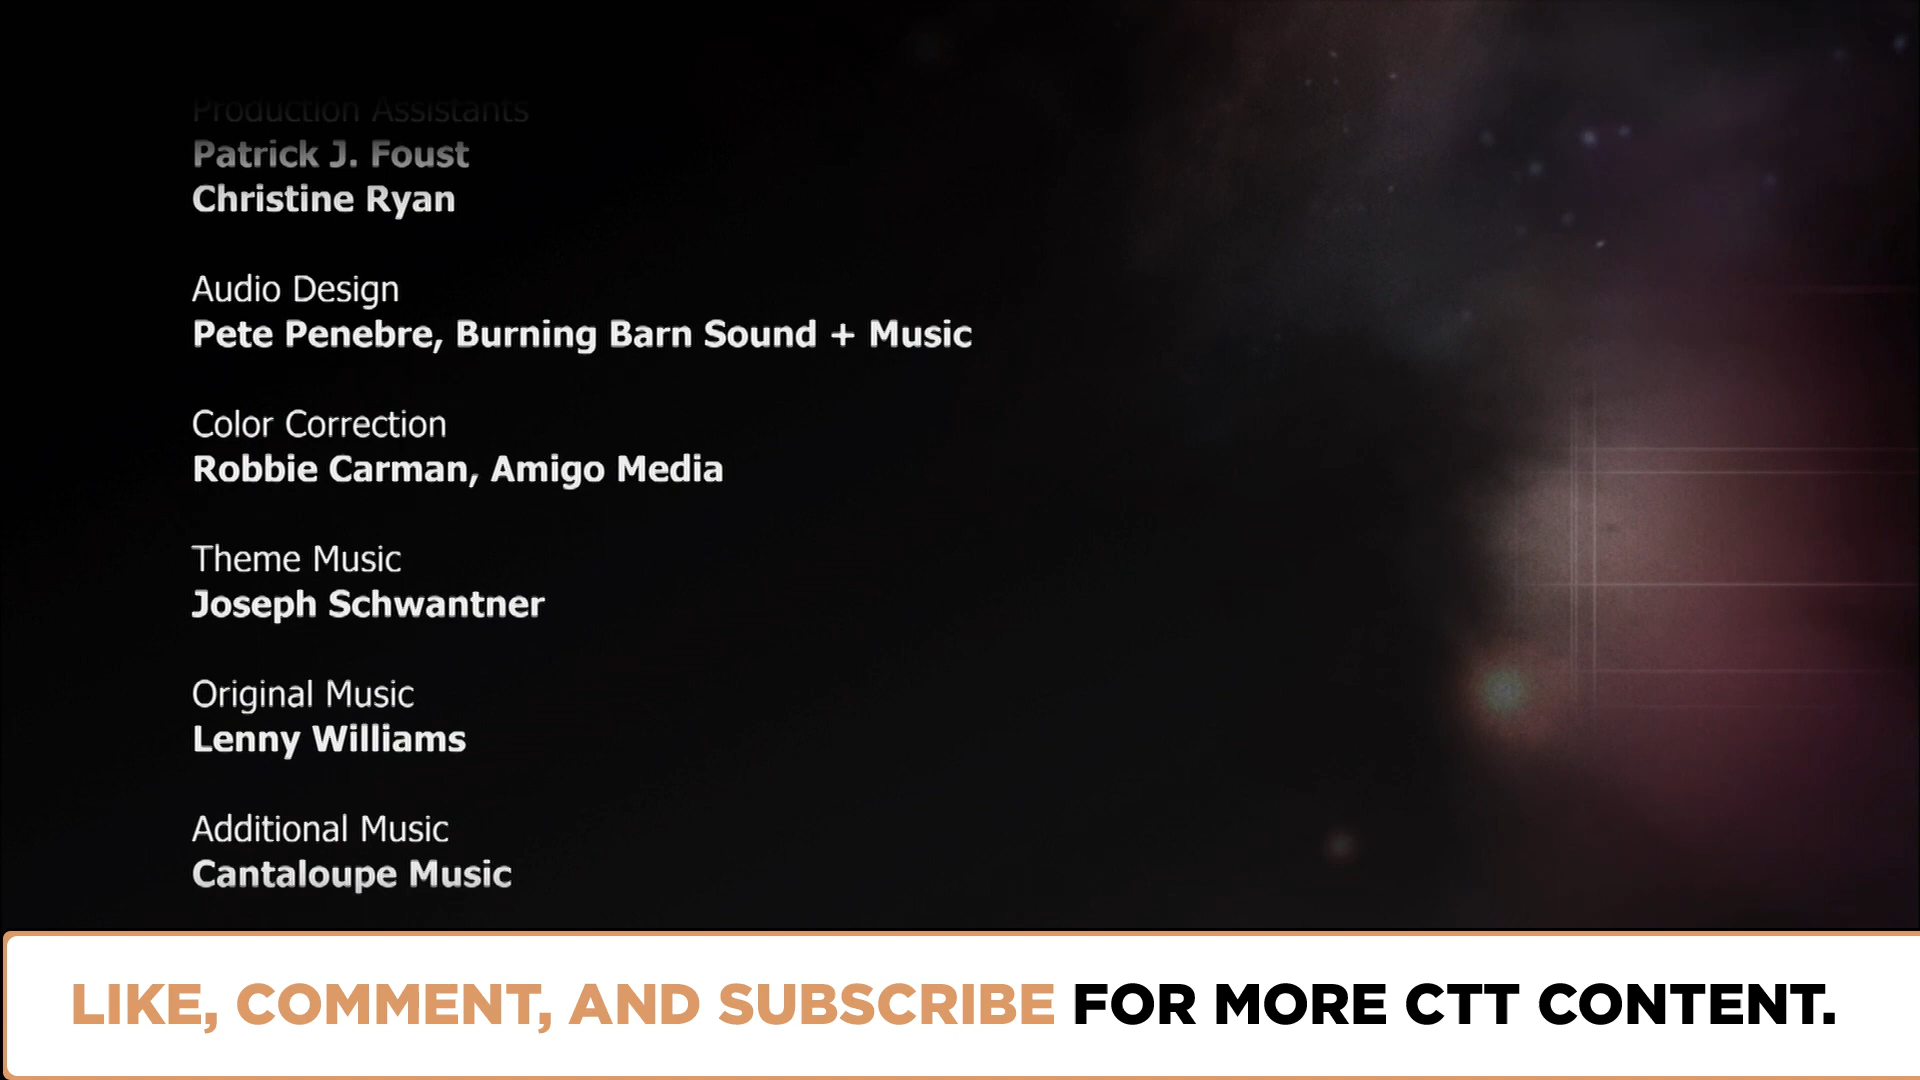 Production Assistants
Patrick J. Foust
Christine Ryan
Audio Design
Pete Penebre, Burning Barn Sound + Music
Color Correction
Robbie Carman, Amigo Media
Theme Music
Joseph Schwantner
Original Music
Lenny Williams
Additional Music
Cantaloupe Music
LIKE, COMMENT, AND SUBSCRIBE FOR MORE CTT CONTENT.